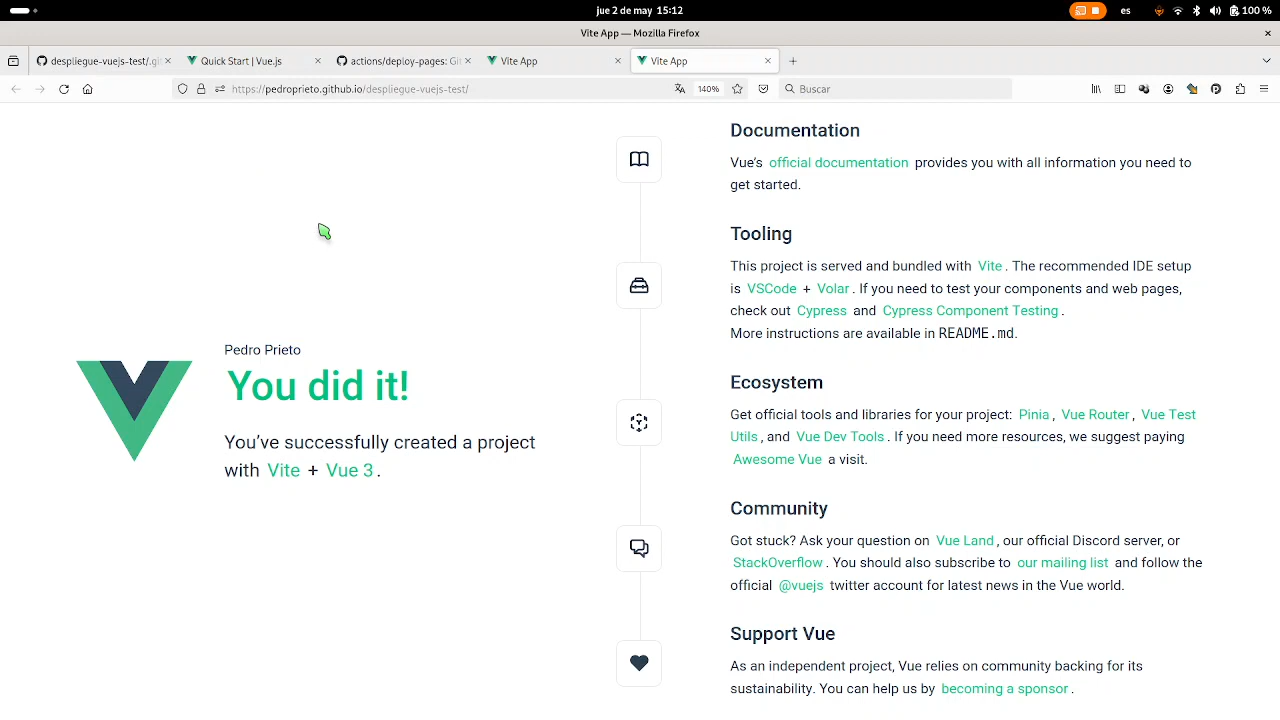 jue 2 de may 15:12
es
100 %
Vite App — Mozilla Firefox
despliegue-vuejs-test/.gi
Quick Start | Vue.js
actions/deploy-pages: Git
Vite App
Vite App
https://pedroprieto.github.io/despliegue-vuejs-test/
140%
Buscar
Pedro Prieto
You did it!
You’ve successfully created a project
with Vite + Vue 3.
Documentation
Vue’s official documentation provides you with all information you need to
get started.
Tooling
This project is served and bundled with Vite. The recommended IDE setup
is VSCode + Volar. If you need to test your components and web pages,
check out Cypress and Cypress Component Testing.
More instructions are available in README.md.
Ecosystem
Get official tools and libraries for your project: Pinia, Vue Router, Vue Test
Utils, and Vue Dev Tools. If you need more resources, we suggest paying
Awesome Vue a visit.
Community
Got stuck? Ask your question on Vue Land, our official Discord server, or
StackOverflow. You should also subscribe to our mailing list and follow the
official @vuejs twitter account for latest news in the Vue world.
Support Vue
As an independent project, Vue relies on community backing for its
sustainability. You can help us by becoming a sponsor.